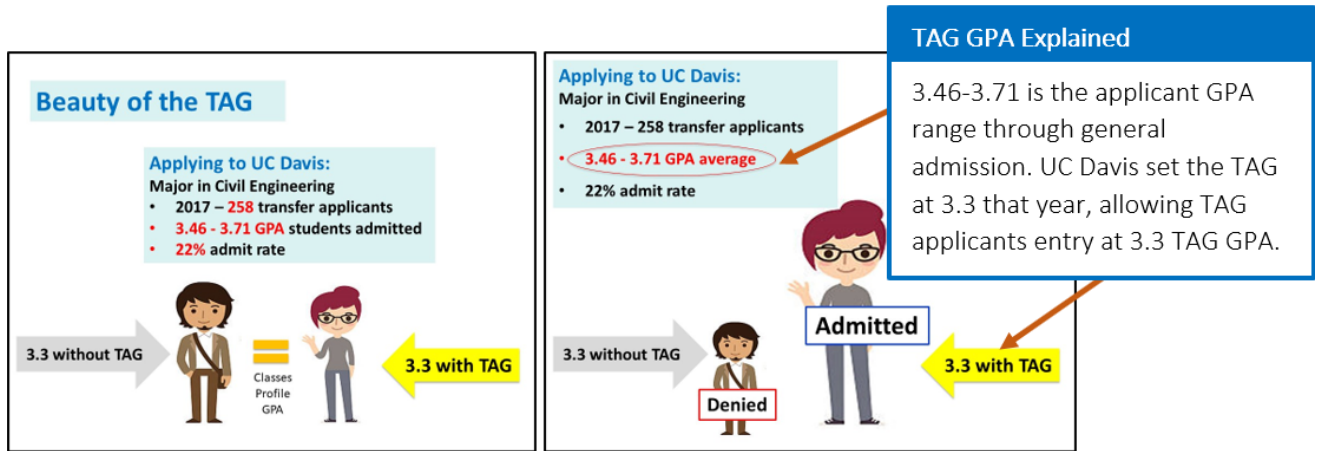 Beauty of the TAG
Applying to UC Davis:
Major in Civil Engineering
• 2017 – 258 transfer applicants
• 3.46 - 3.71 GPA students admitted
• 22% admit rate
3.3 without TAG
Classes
Profile
GPA
3.3 with TAG
Applying to UC Davis:
Major in Civil Engineering
• 2017 – 258 transfer applicants
• 3.46 - 3.71 GPA average
• 22% admit rate
3.3 without TAG
Denied
Admitted
3.3 with TAG
TAG GPA Explained
3.46-3.71 is the applicant GPA
range through general
admission. UC Davis set the TAG
at 3.3 that year, allowing TAG
applicants entry at 3.3 TAG GPA.